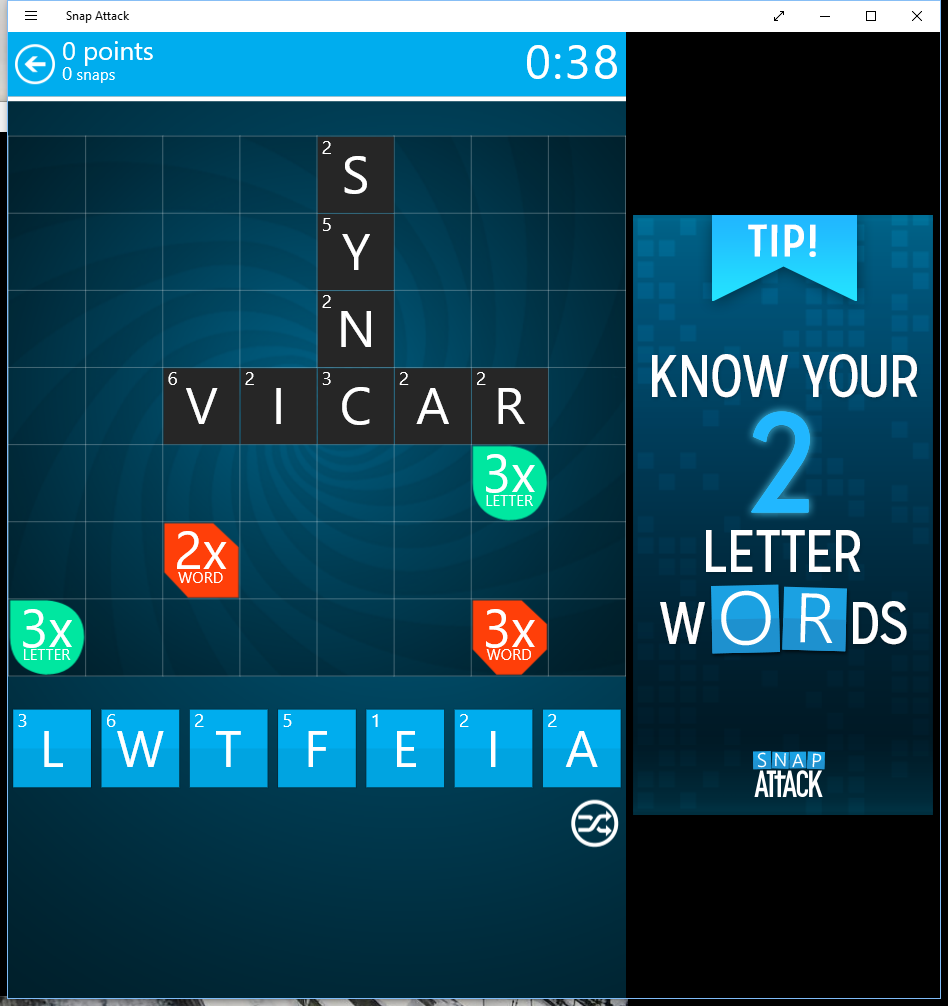 Snap Attack
0 points
0 snaps
0:38
2 S
5 Y
2 N
6 V 2 I 3 C 2 A 2 R
3x
LETTER
2x
WORD
3x
LETTER
3x
WORD
3 L 6 W 2 T 5 F 1 E 2 I 2 A
TIP!
KNOW YOUR
2
LETTER
WORDS
SNAP
ATTACK